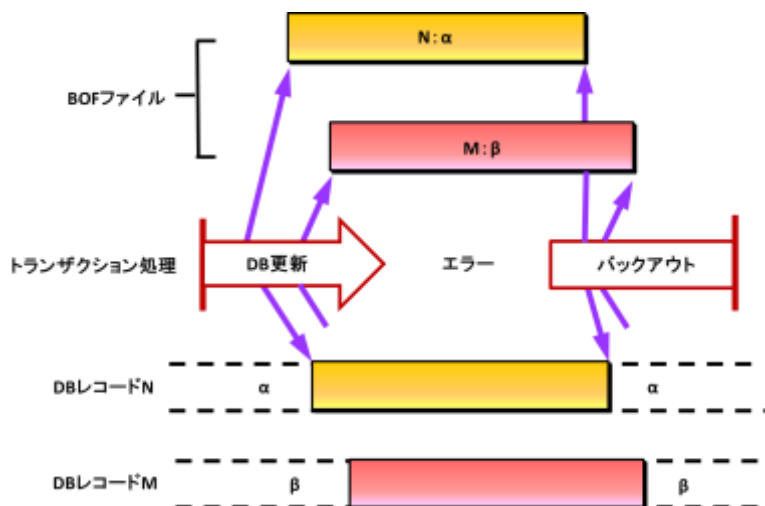 N:α
BOFファイル
M:β
トランザクション処理
DB更新
エラー
バックアウト
DBレコードN
α
α
DBレコードM
β
β